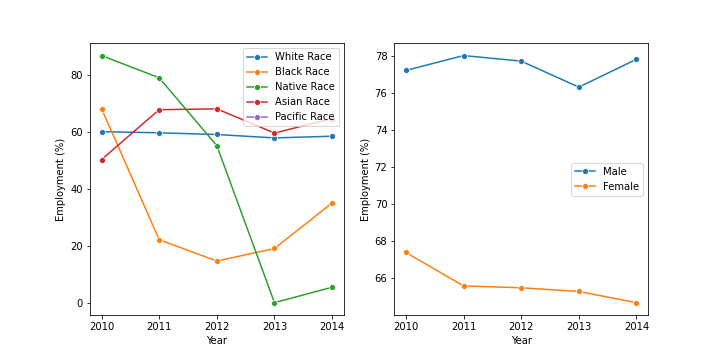 White Race
Black Race
Native Race
Asian Race
Pacific Race
80
60
40
20
0
Employment (%)
2010 2011 2012 2013 2014
Year
Male
Female
78
76
74
72
70
68
66
Employment (%)
2010 2011 2012 2013 2014
Year